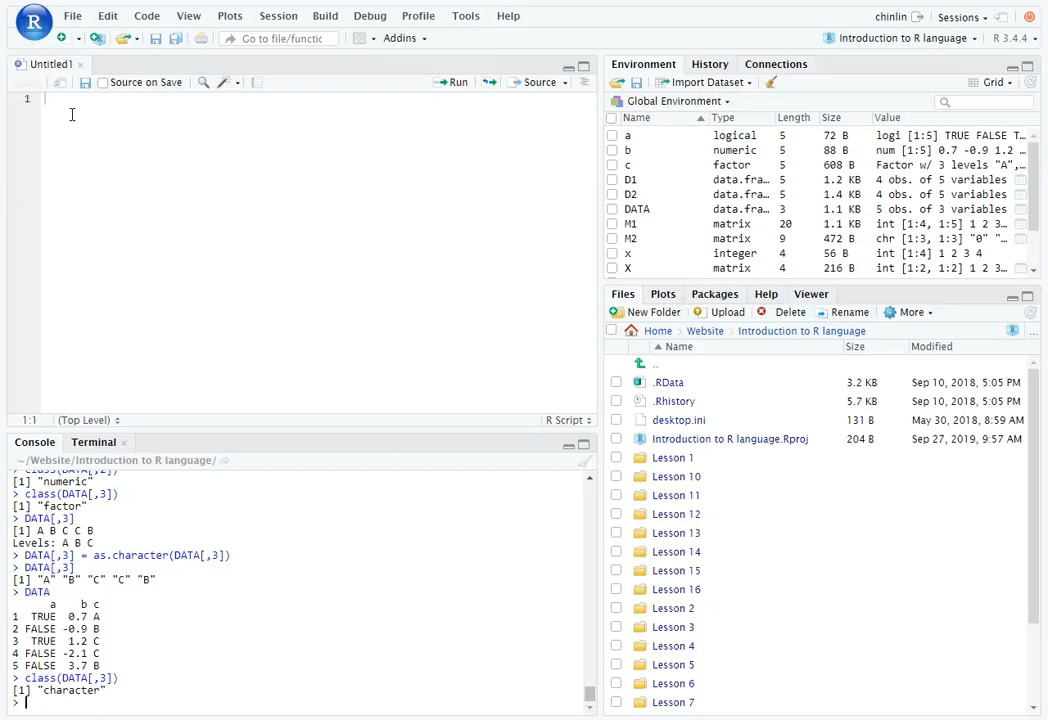 R File Edit Code View Plots Session Build Debug Profile Tools Help chinlin Sessions
Go to file/functic Addins Introduction to R language R 3.4.4
Untitled1
Source on Save Run Source
1
1:1 (Top Level) R Script
Console Terminal
~/Website/Introduction to R language/
> class(DATA[,2])
[1] "numeric"
> class(DATA[,3])
[1] "factor"
> DATA[,3]
[1] A B C C B
Levels: A B C
> DATA[,3] = as.character(DATA[,3])
> DATA[,3]
[1] "A" "B" "C" "C" "B"
> DATA
a b c
1 TRUE 0.7 A
2 FALSE -0.9 B
3 TRUE 1.2 C
4 FALSE -2.1 C
5 FALSE 3.7 B
> class(DATA[,3])
[1] "character"
>
Environment History Connections
Import Dataset Grid
Global Environment
Name Type Length Size Value
a logical 5 72 B logi [1:5] TRUE FALSE T…
b numeric 5 88 B num [1:5] 0.7 -0.9 1.2 …
c factor 5 608 B Factor w/ 3 levels "A",…
D1 data.fra… 5 1.2 KB 4 obs. of 5 variables
D2 data.fra… 5 1.4 KB 4 obs. of 5 variables
DATA data.fra… 3 1.1 KB 5 obs. of 3 variables
M1 matrix 20 1.1 KB int [1:4, 1:5] 1 2 3…
M2 matrix 9 472 B chr [1:3, 1:3] "0" "…
x integer 4 56 B int [1:4] 1 2 3 4
X matrix 4 216 B int [1:2, 1:2] 1 2 3…
Files Plots Packages Help Viewer
New Folder Upload Delete Rename More
Home Website Introduction to R language ...
Name Size Modified
..
.RData 3.2 KB Sep 10, 2018, 5:05 PM
.Rhistory 5.7 KB Sep 10, 2018, 5:05 PM
desktop.ini 131 B May 30, 2018, 8:59 AM
Introduction to R language.Rproj 204 B Sep 27, 2019, 9:57 AM
Lesson 1
Lesson 10
Lesson 11
Lesson 12
Lesson 13
Lesson 14
Lesson 15
Lesson 16
Lesson 2
Lesson 3
Lesson 4
Lesson 5
Lesson 6
Lesson 7